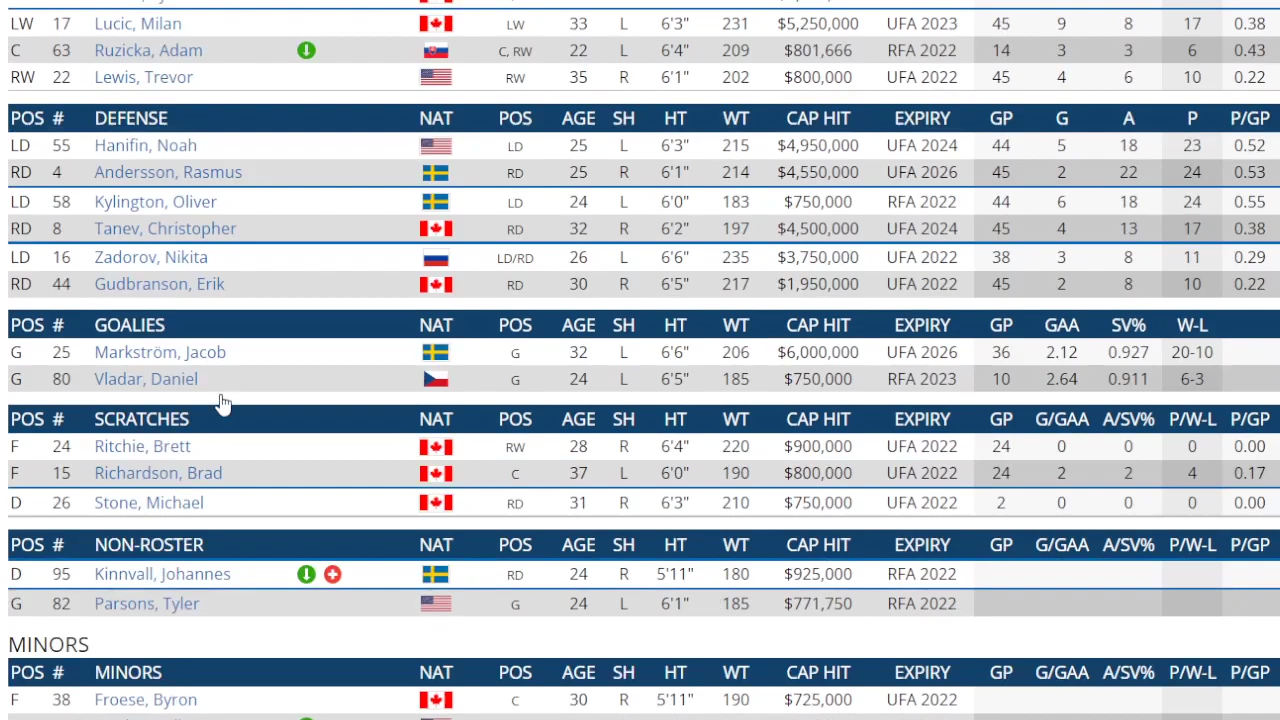 LW 17 Lucic, Milan LW 33 L 6'3" 231 $5,250,000 UFA 2023 45 9 8 17 0.38
C 63 Ruzicka, Adam C, RW 22 L 6'4" 209 $801,666 RFA 2022 14 3 3 6 0.43
RW 22 Lewis, Trevor RW 35 R 6'1" 202 $800,000 UFA 2022 45 4 6 10 0.22
POS # DEFENSE NAT POS AGE SH HT WT CAP HIT EXPIRY GP G A P P/GP
LD 55 Hanifin, Noah LD 25 L 6'3" 215 $4,950,000 UFA 2024 44 5 18 23 0.52
RD 4 Andersson, Rasmus RD 25 R 6'1" 214 $4,550,000 UFA 2026 45 2 22 24 0.53
LD 58 Kylington, Oliver LD 24 L 6'0" 183 $750,000 RFA 2022 44 6 18 24 0.55
RD 8 Tanev, Christopher RD 32 R 6'2" 197 $4,500,000 UFA 2024 45 4 13 17 0.38
LD 16 Zadorov, Nikita LD/RD 26 L 6'6" 235 $3,750,000 UFA 2022 38 3 8 11 0.29
RD 44 Gudbranson, Erik RD 30 R 6'5" 217 $1,950,000 UFA 2022 45 2 8 10 0.22
POS # GOALIES NAT POS AGE SH HT WT CAP HIT EXPIRY GP GAA SV% W-L
G 25 Markström, Jacob G 32 L 6'6" 206 $6,000,000 UFA 2026 36 2.12 0.927 20-10
G 80 Vladar, Daniel G 24 L 6'5" 185 $750,000 RFA 2023 10 2.64 0.911 6-3
POS # SCRATCHES NAT POS AGE SH HT WT CAP HIT EXPIRY GP G/GAA A/SV% P/W-L P/GP
F 24 Ritchie, Brett RW 28 R 6'4" 220 $900,000 UFA 2022 24 0 0 0 0.00
F 15 Richardson, Brad C 37 L 6'0" 190 $800,000 UFA 2022 24 2 2 4 0.17
D 26 Stone, Michael RD 31 R 6'3" 210 $750,000 UFA 2022 2 0 0 0 0.00
POS # NON-ROSTER NAT POS AGE SH HT WT CAP HIT EXPIRY GP G/GAA A/SV% P/W-L P/GP
D 95 Kinnvall, Johannes RD 24 R 5'11" 180 $925,000 RFA 2022
G 82 Parsons, Tyler G 24 L 6'1" 185 $771,750 RFA 2022
MINORS
POS # MINORS NAT POS AGE SH HT WT CAP HIT EXPIRY GP G/GAA A/SV% P/W-L P/GP
F 38 Froese, Byron C 30 R 5'11" 190 $725,000 UFA 2022